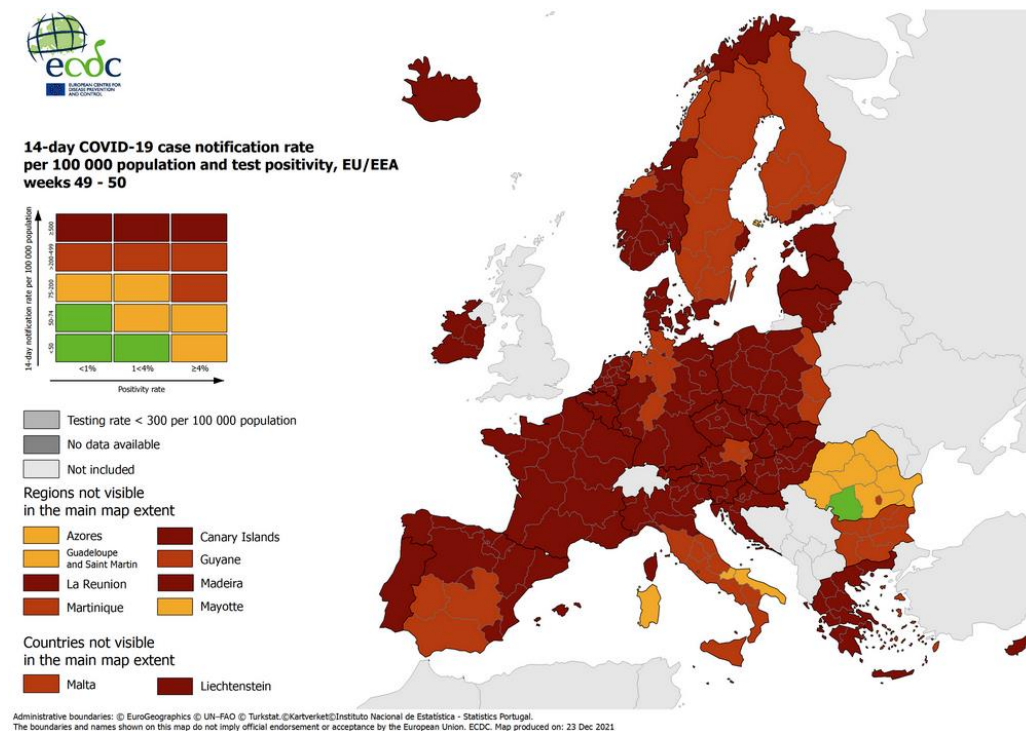 ecdc
EUROPEAN CENTRE FOR
DISEASE PREVENTION
AND CONTROL
14-day COVID-19 case notification rate
per 100 000 population and test positivity, EU/EEA
weeks 49 - 50
14-day notification rate per 100 000 population
≥500
>200-499
75-200
50-74
<50
<1%
1<4%
≥4%
Positivity rate
Testing rate < 300 per 100 000 population
No data available
Not included
Regions not visible
in the main map extent
Azores
Canary Islands
Guadeloupe
and Saint Martin
Guyane
La Reunion
Madeira
Martinique
Mayotte
Countries not visible
in the main map extent
Malta
Liechtenstein
Administrative boundaries: © EuroGeographics © UN–FAO © Turkstat.©Kartverket©Instituto Nacional de Estatística - Statistics Portugal.
The boundaries and names shown on this map do not imply official endorsement or acceptance by the European Union. ECDC. Map produced on: 23 Dec 2021